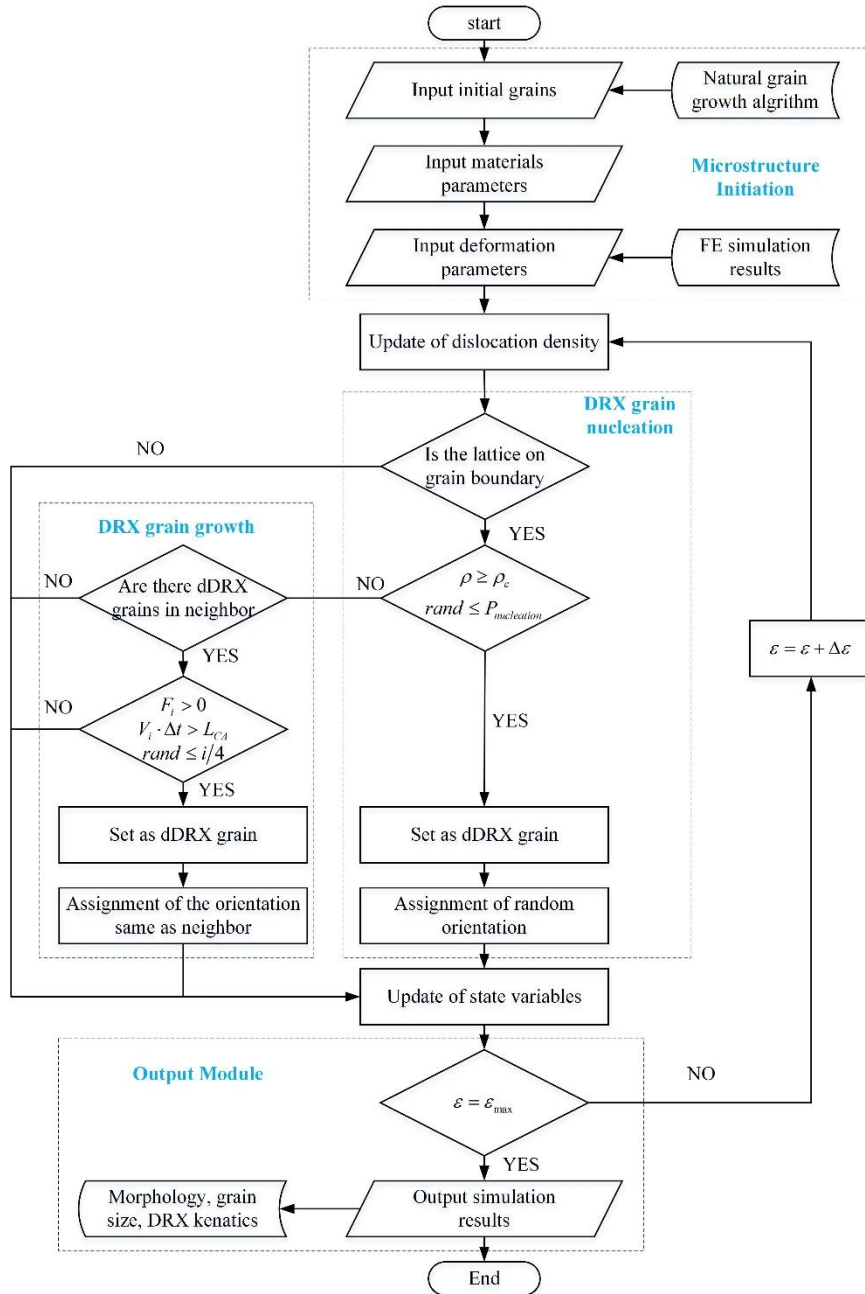 start
Input initial grains
Natural grain
growth algrithm
Input materials
parameters
Microstructure
Initiation
Input deformation
parameters
FE simulation
results
Update of dislocation density
DRX grain
nucleation
NO
Is the lattice on
grain boundary
YES
DRX grain growth
NO
Are there dDRX
grains in neighbor
NO
ρ ≥ ρc
rand ≤ Pnucleation
YES
ε = ε + Δε
NO
Fi > 0
Vi · Δt > LCA
rand ≤ i/4
YES
YES
Set as dDRX grain
Set as dDRX grain
Assignment of the orientation
same as neighbor
Assignment of random
orientation
Update of state variables
Output Module
NO
ε = εmax
YES
Morphology, grain
size, DRX kenatics
Output simulation
results
End